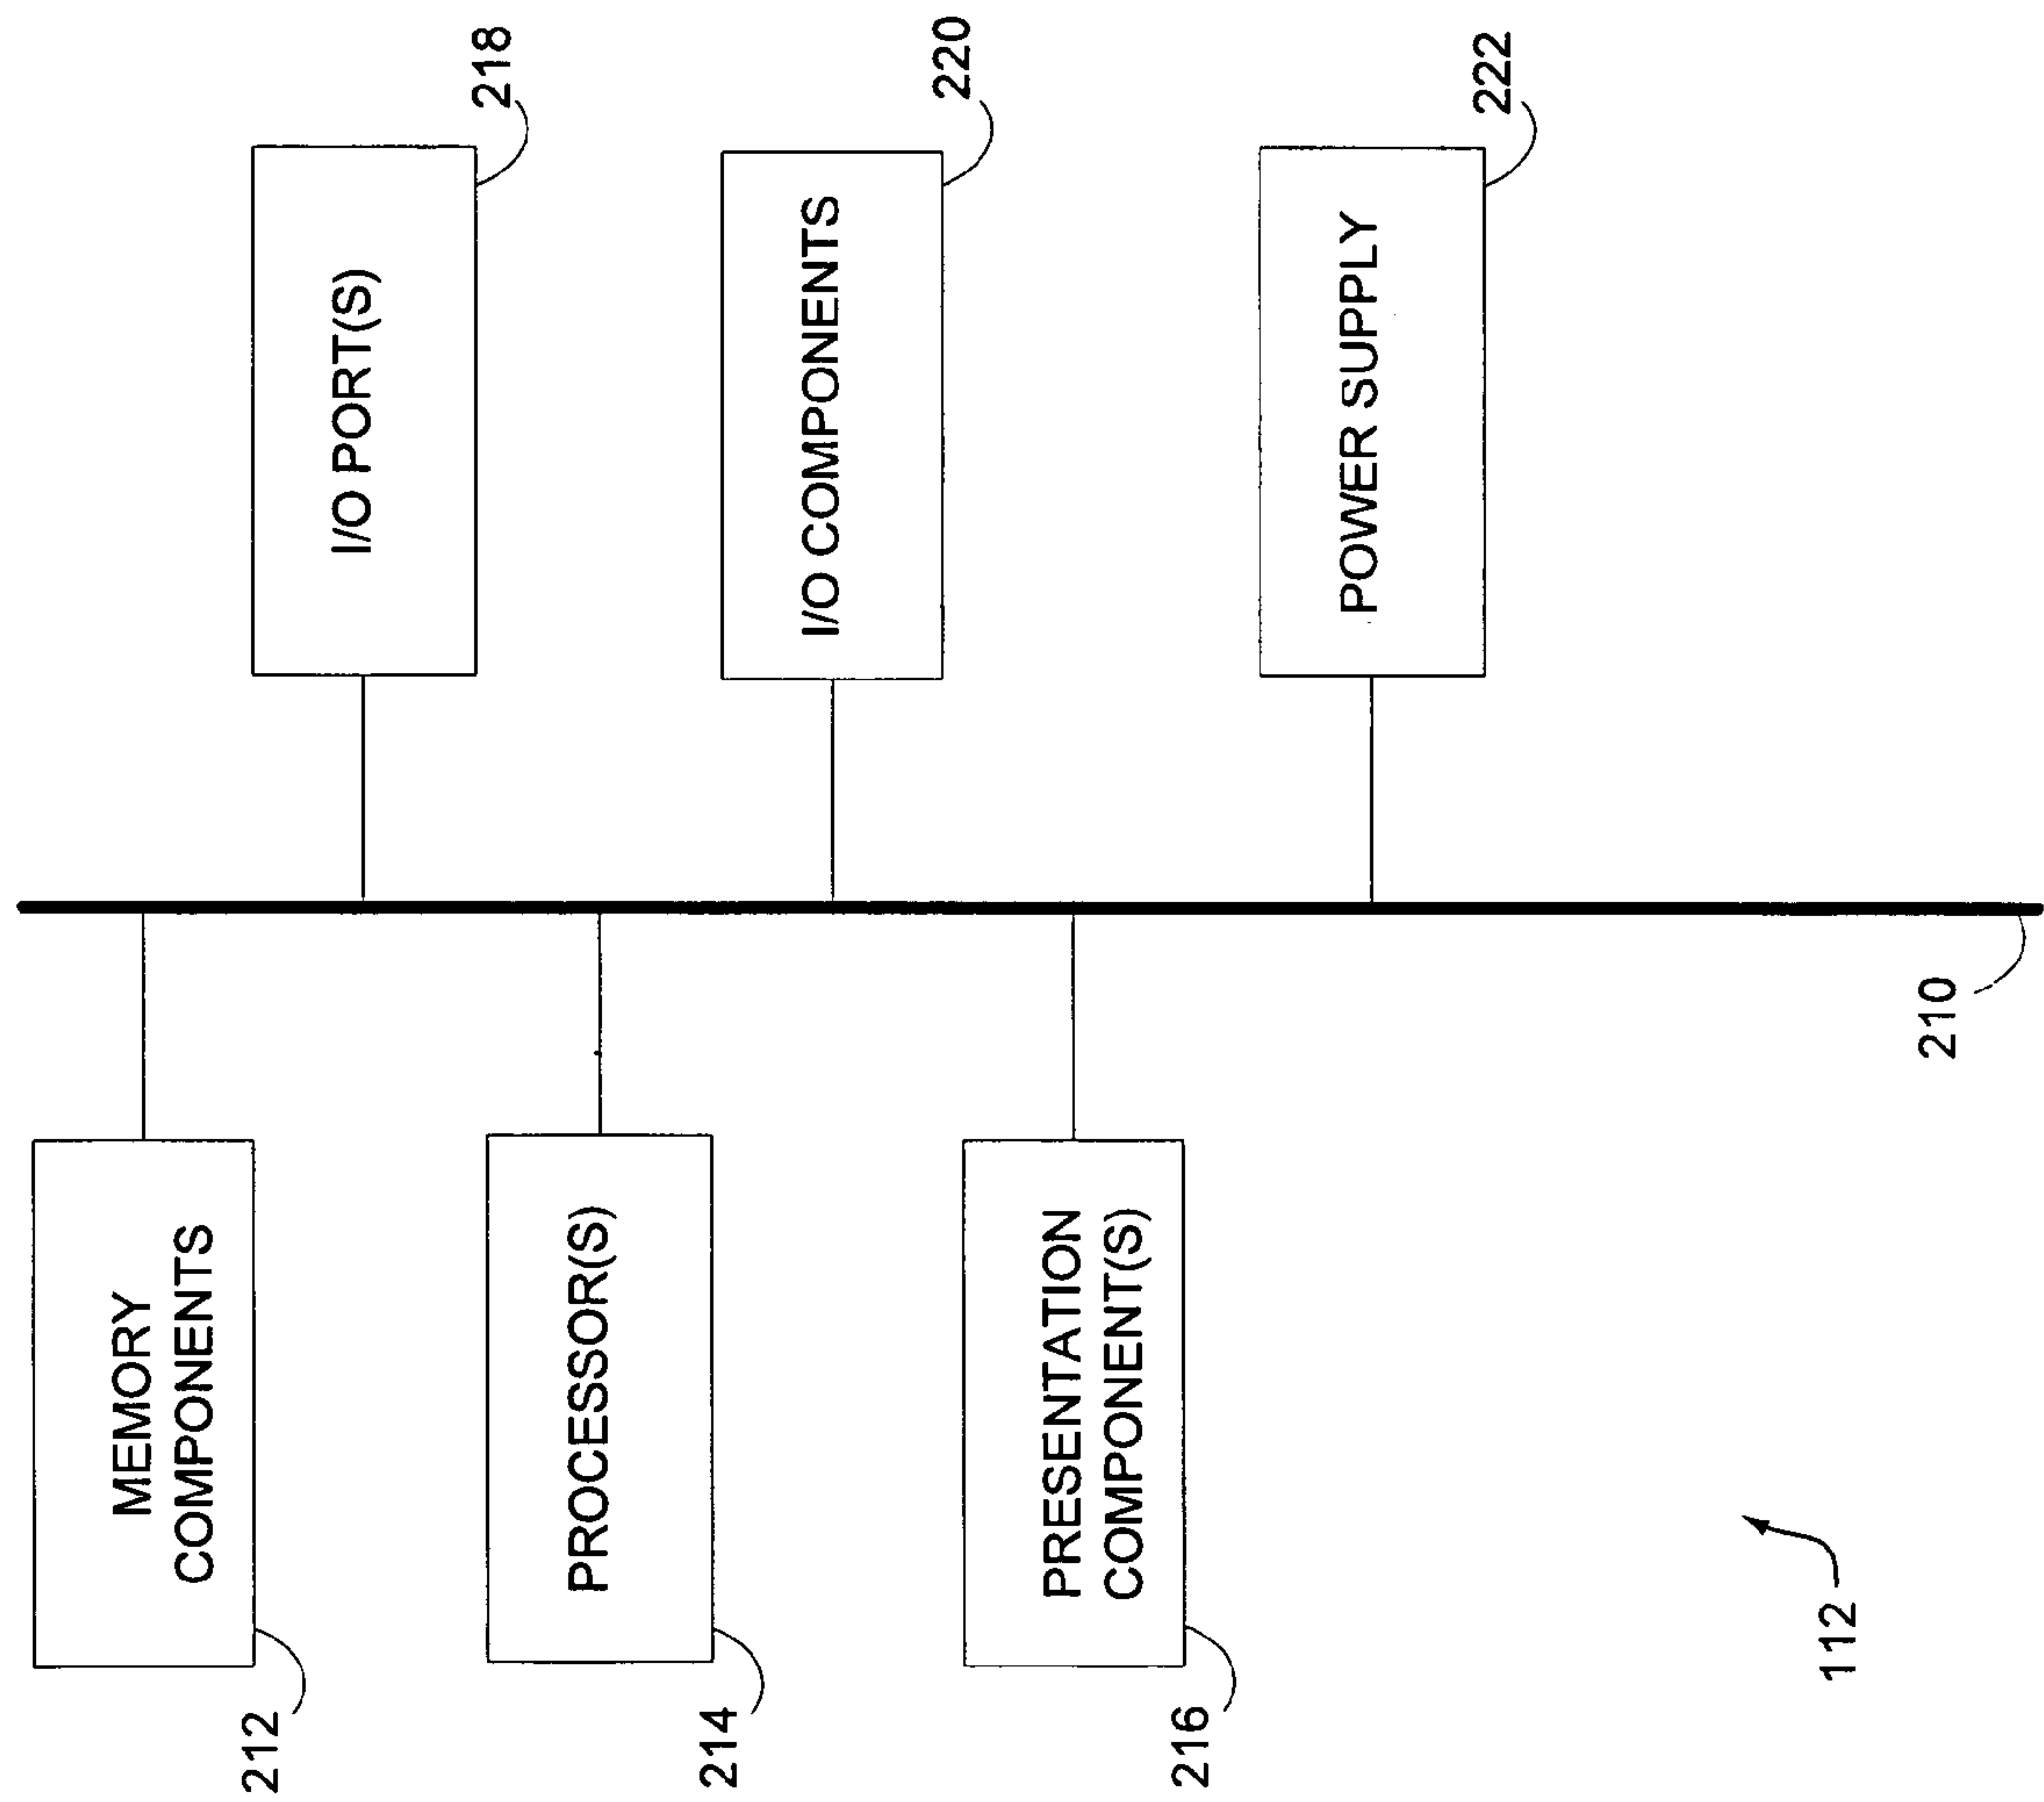 MEMORY
COMPONENTS
212
PROCESSOR(S)
214
PRESENTATION
COMPONENT(S)
216
I/O PORT(S)
218
I/O COMPONENTS
220
POWER SUPPLY
222
210
112